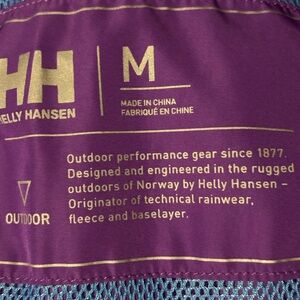 HH
HELLY HANSEN
M
MADE IN CHINA
FABRIQUÉ EN CHINE
Outdoor performance gear since 1877.
Designed and engineered in the rugged
outdoors of Norway by Helly Hansen –
Originator of technical rainwear,
fleece and baselayer.
OUTDOOR